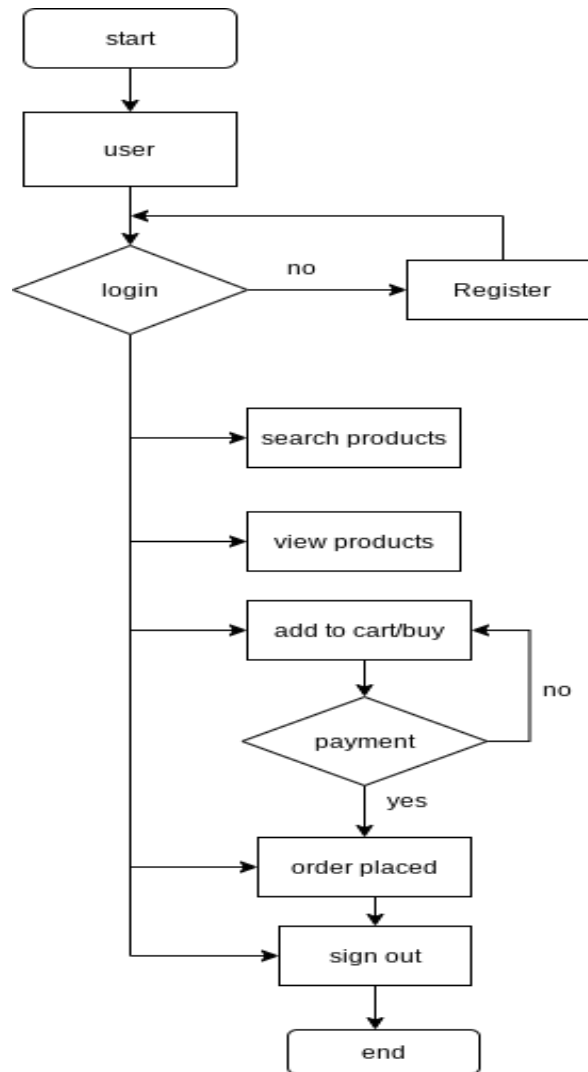 start
user
no
login
Register
search products
view products
add to cart/buy
no
payment
yes
order placed
sign out
end